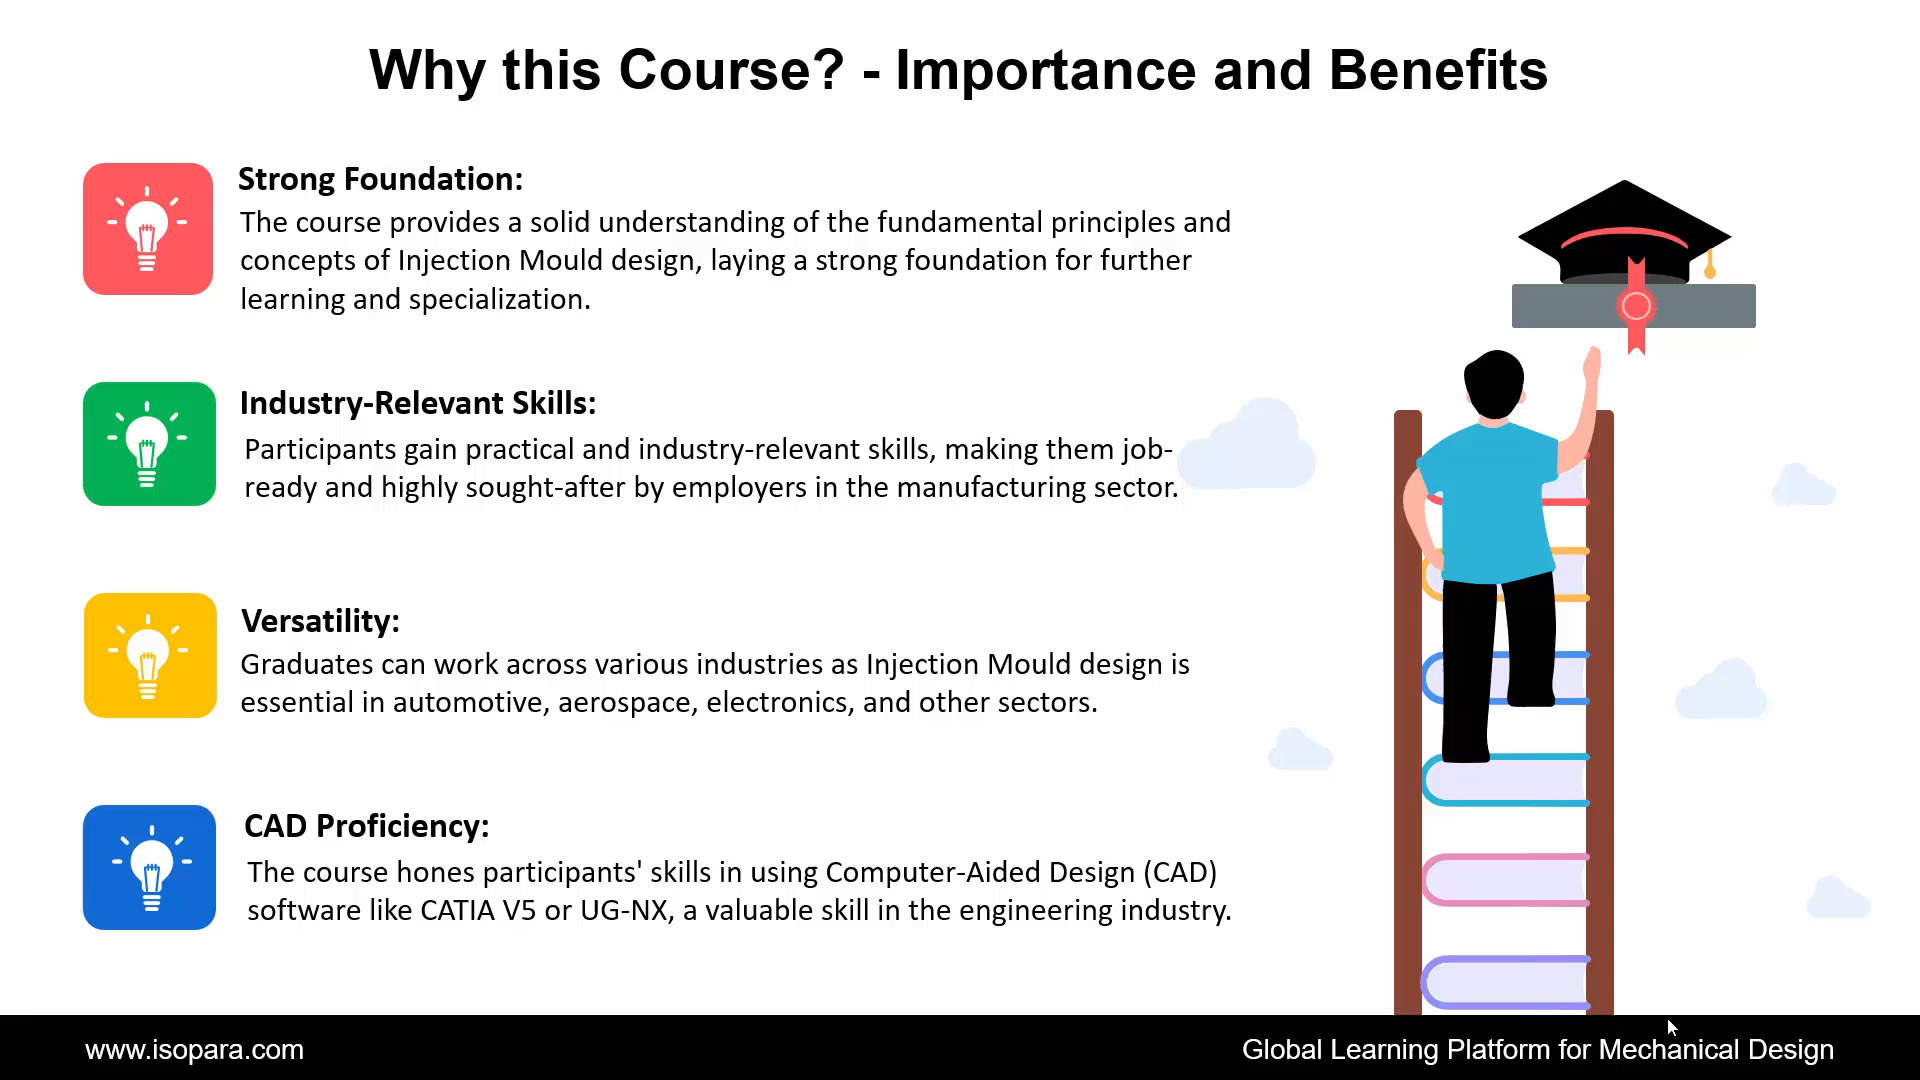 Why this Course? - Importance and Benefits
Strong Foundation:
The course provides a solid understanding of the fundamental principles and
concepts of Injection Mould design, laying a strong foundation for further
learning and specialization.
Industry-Relevant Skills:
Participants gain practical and industry-relevant skills, making them job-
ready and highly sought-after by employers in the manufacturing sector.
Versatility:
Graduates can work across various industries as Injection Mould design is
essential in automotive, aerospace, electronics, and other sectors.
CAD Proficiency:
The course hones participants' skills in using Computer-Aided Design (CAD)
software like CATIA V5 or UG-NX, a valuable skill in the engineering industry.
www.isopara.com
Global Learning Platform for Mechanical Design